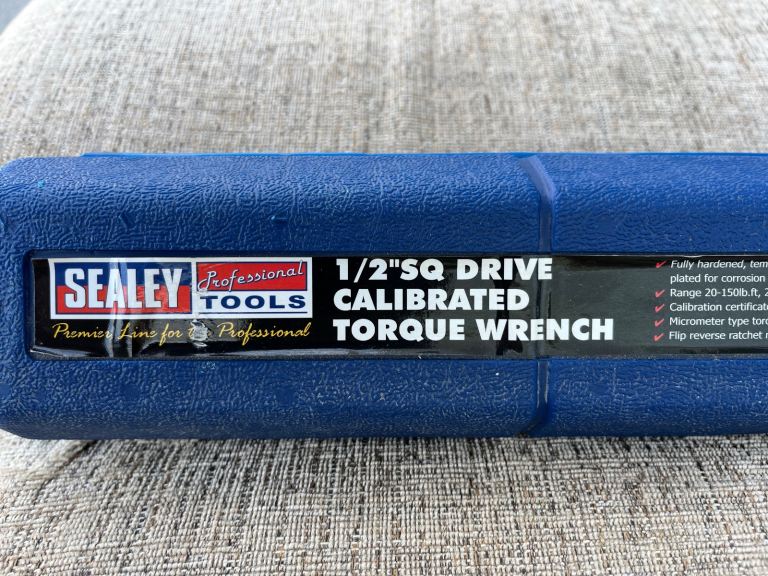 SEALEY
Professional
TOOLS
Premier Line for the Professional
1/2"SQ DRIVE
CALIBRATED
TORQUE WRENCH
✔ Fully hardened,
plated for corrosion
✔ Range 20-150lb.ft,
✔ Calibration certificate
✔ Micrometer type
✔ Flip reverse ratchet